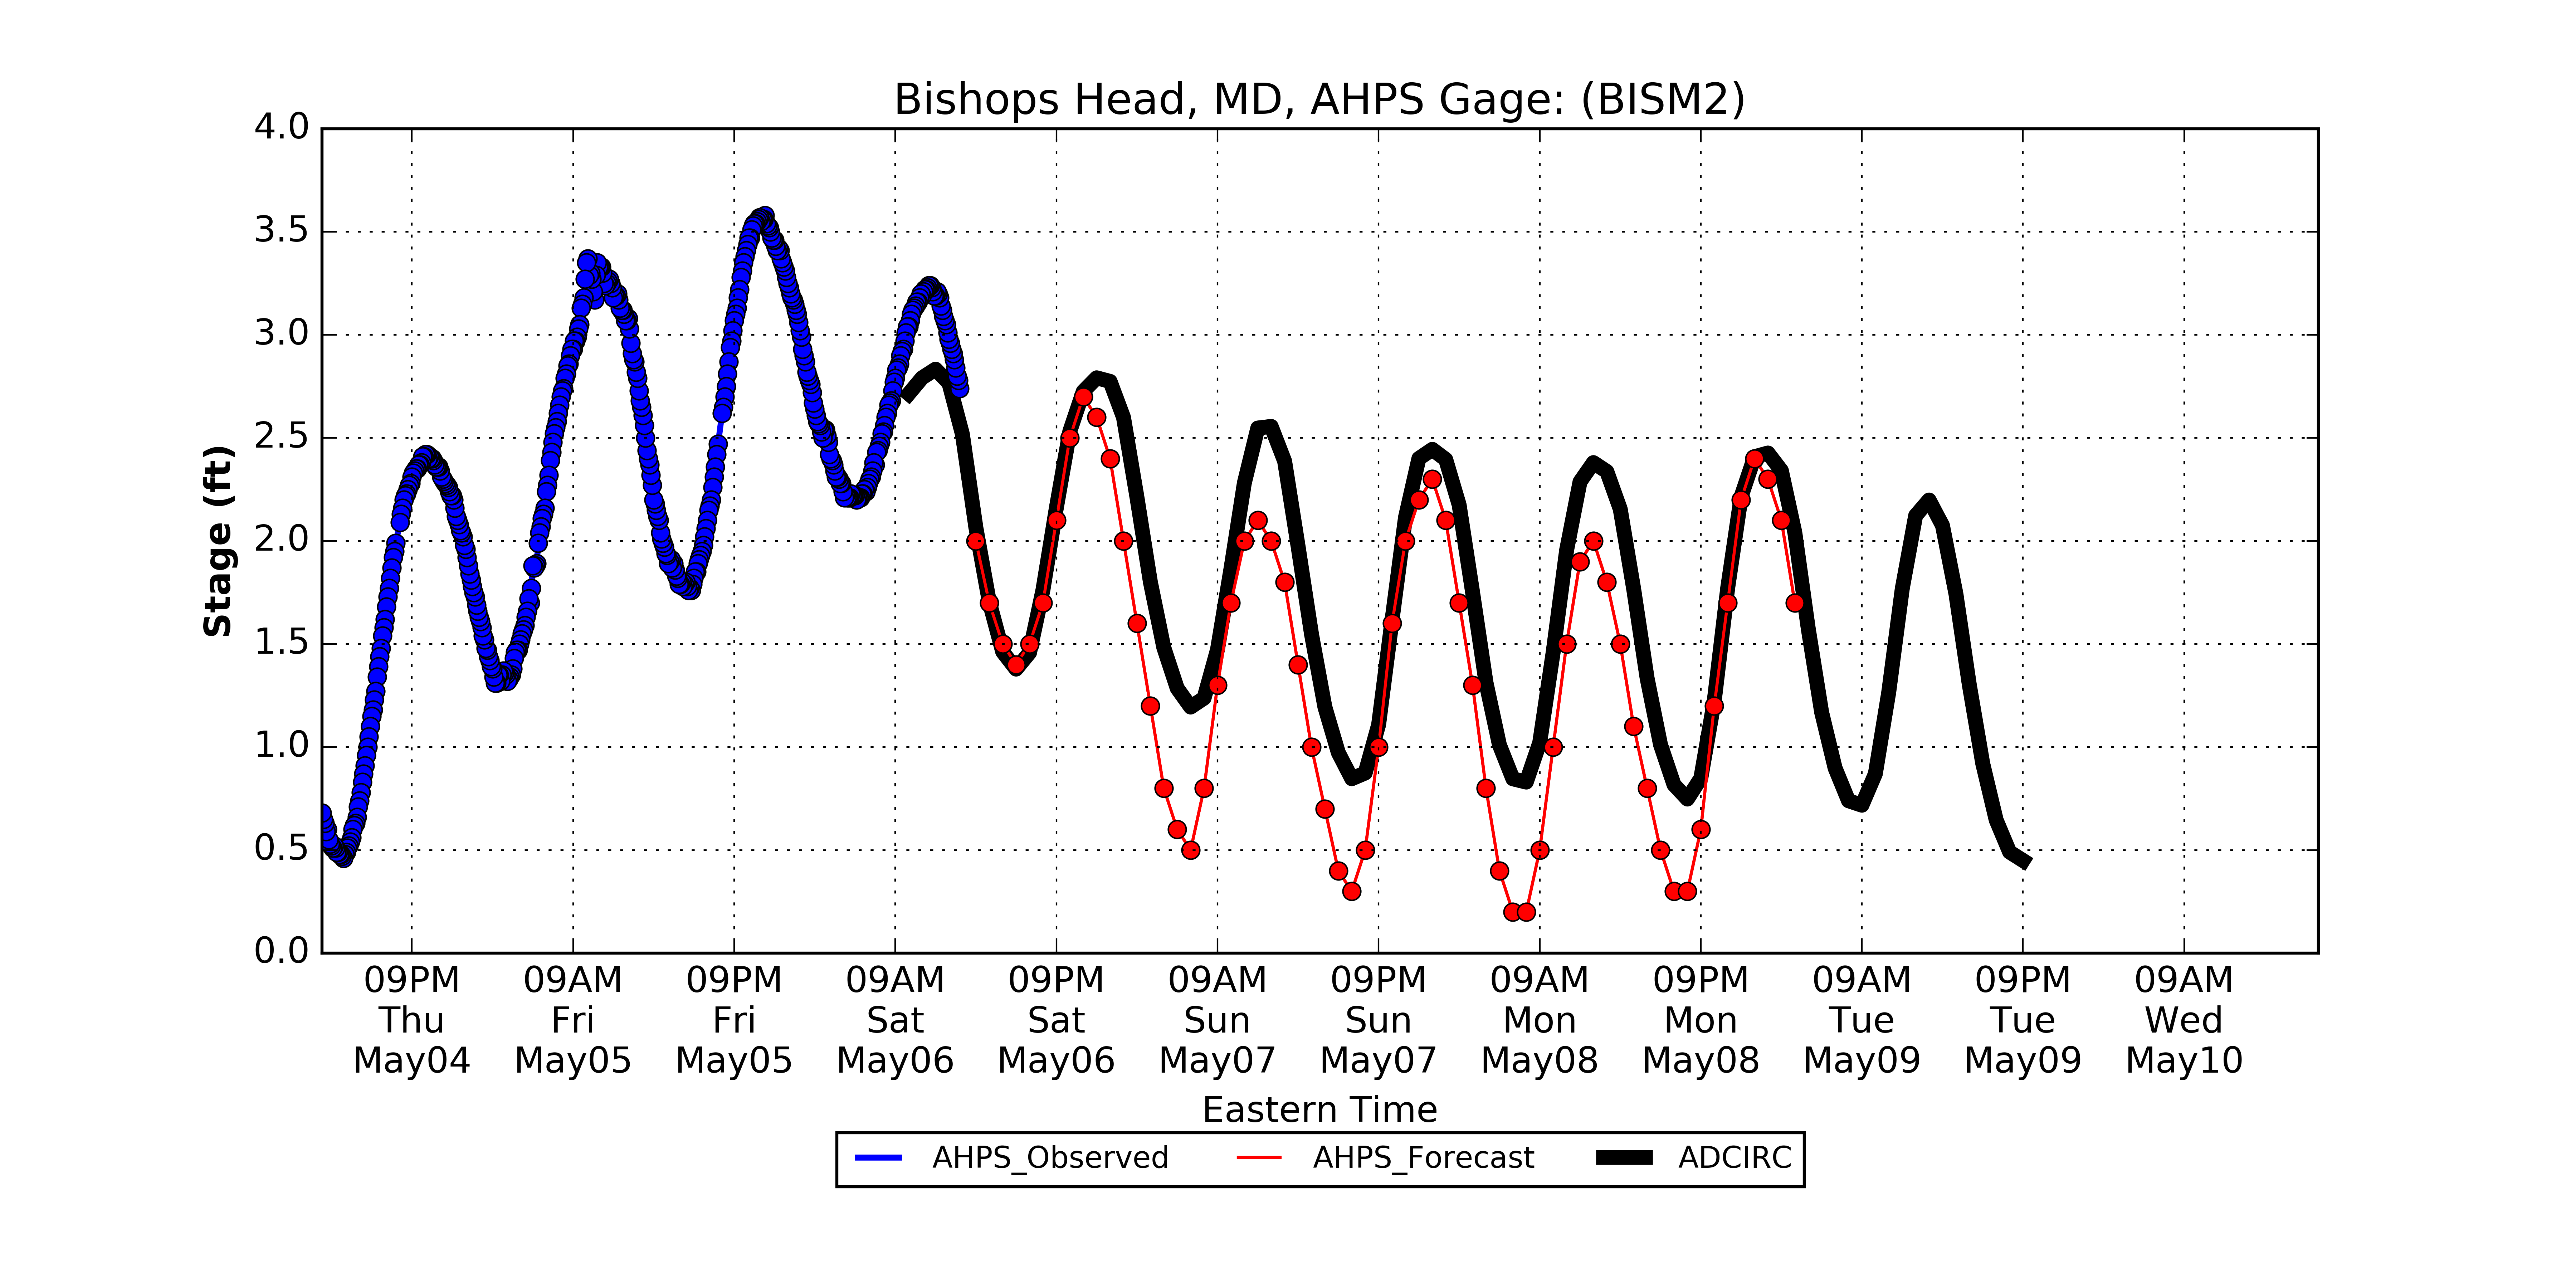 Bishops Head, MD, AHPS Gage: (BISM2)
4.0
3.5
3.0
2.5
2.0
1.5
1.0
0.5
0.0
Stage (ft)
09PM 09AM 09PM 09AM 09PM 09AM 09PM 09AM 09PM 09AM 09PM 09AM
Thu Fri Fri Sat Sat Sun Sun Mon Mon Tue Tue Wed
May04 May05 May05 May06 May06 May07 May07 May08 May08 May09 May09 May10
Eastern Time
AHPS_Observed AHPS_Forecast ADCIRC